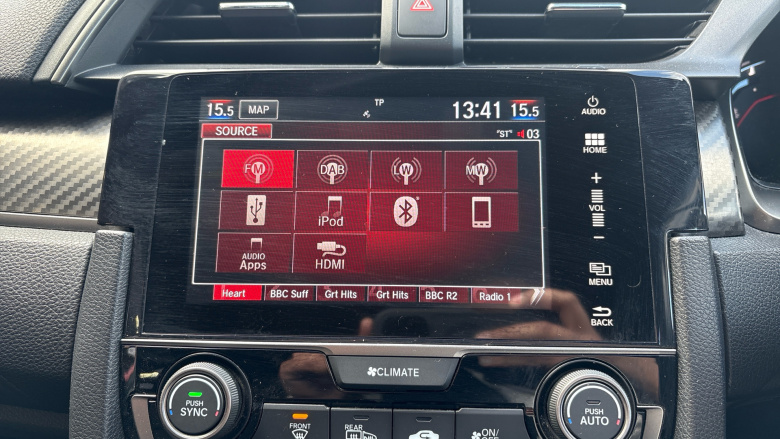 TP
15.5 MAP 13:41 15.5
SOURCE "ST" 03
FM DAB LW MW
iPod
AUDIO
Apps HDMI
Heart BBC Suff Grt Hits Grt Hits BBC R2 Radio 1
AUDIO
HOME
+
VOL
−
MENU
BACK
CLIMATE
PUSH
SYNC
FRONT
REAR
ON/
OFF
PUSH
AUTO